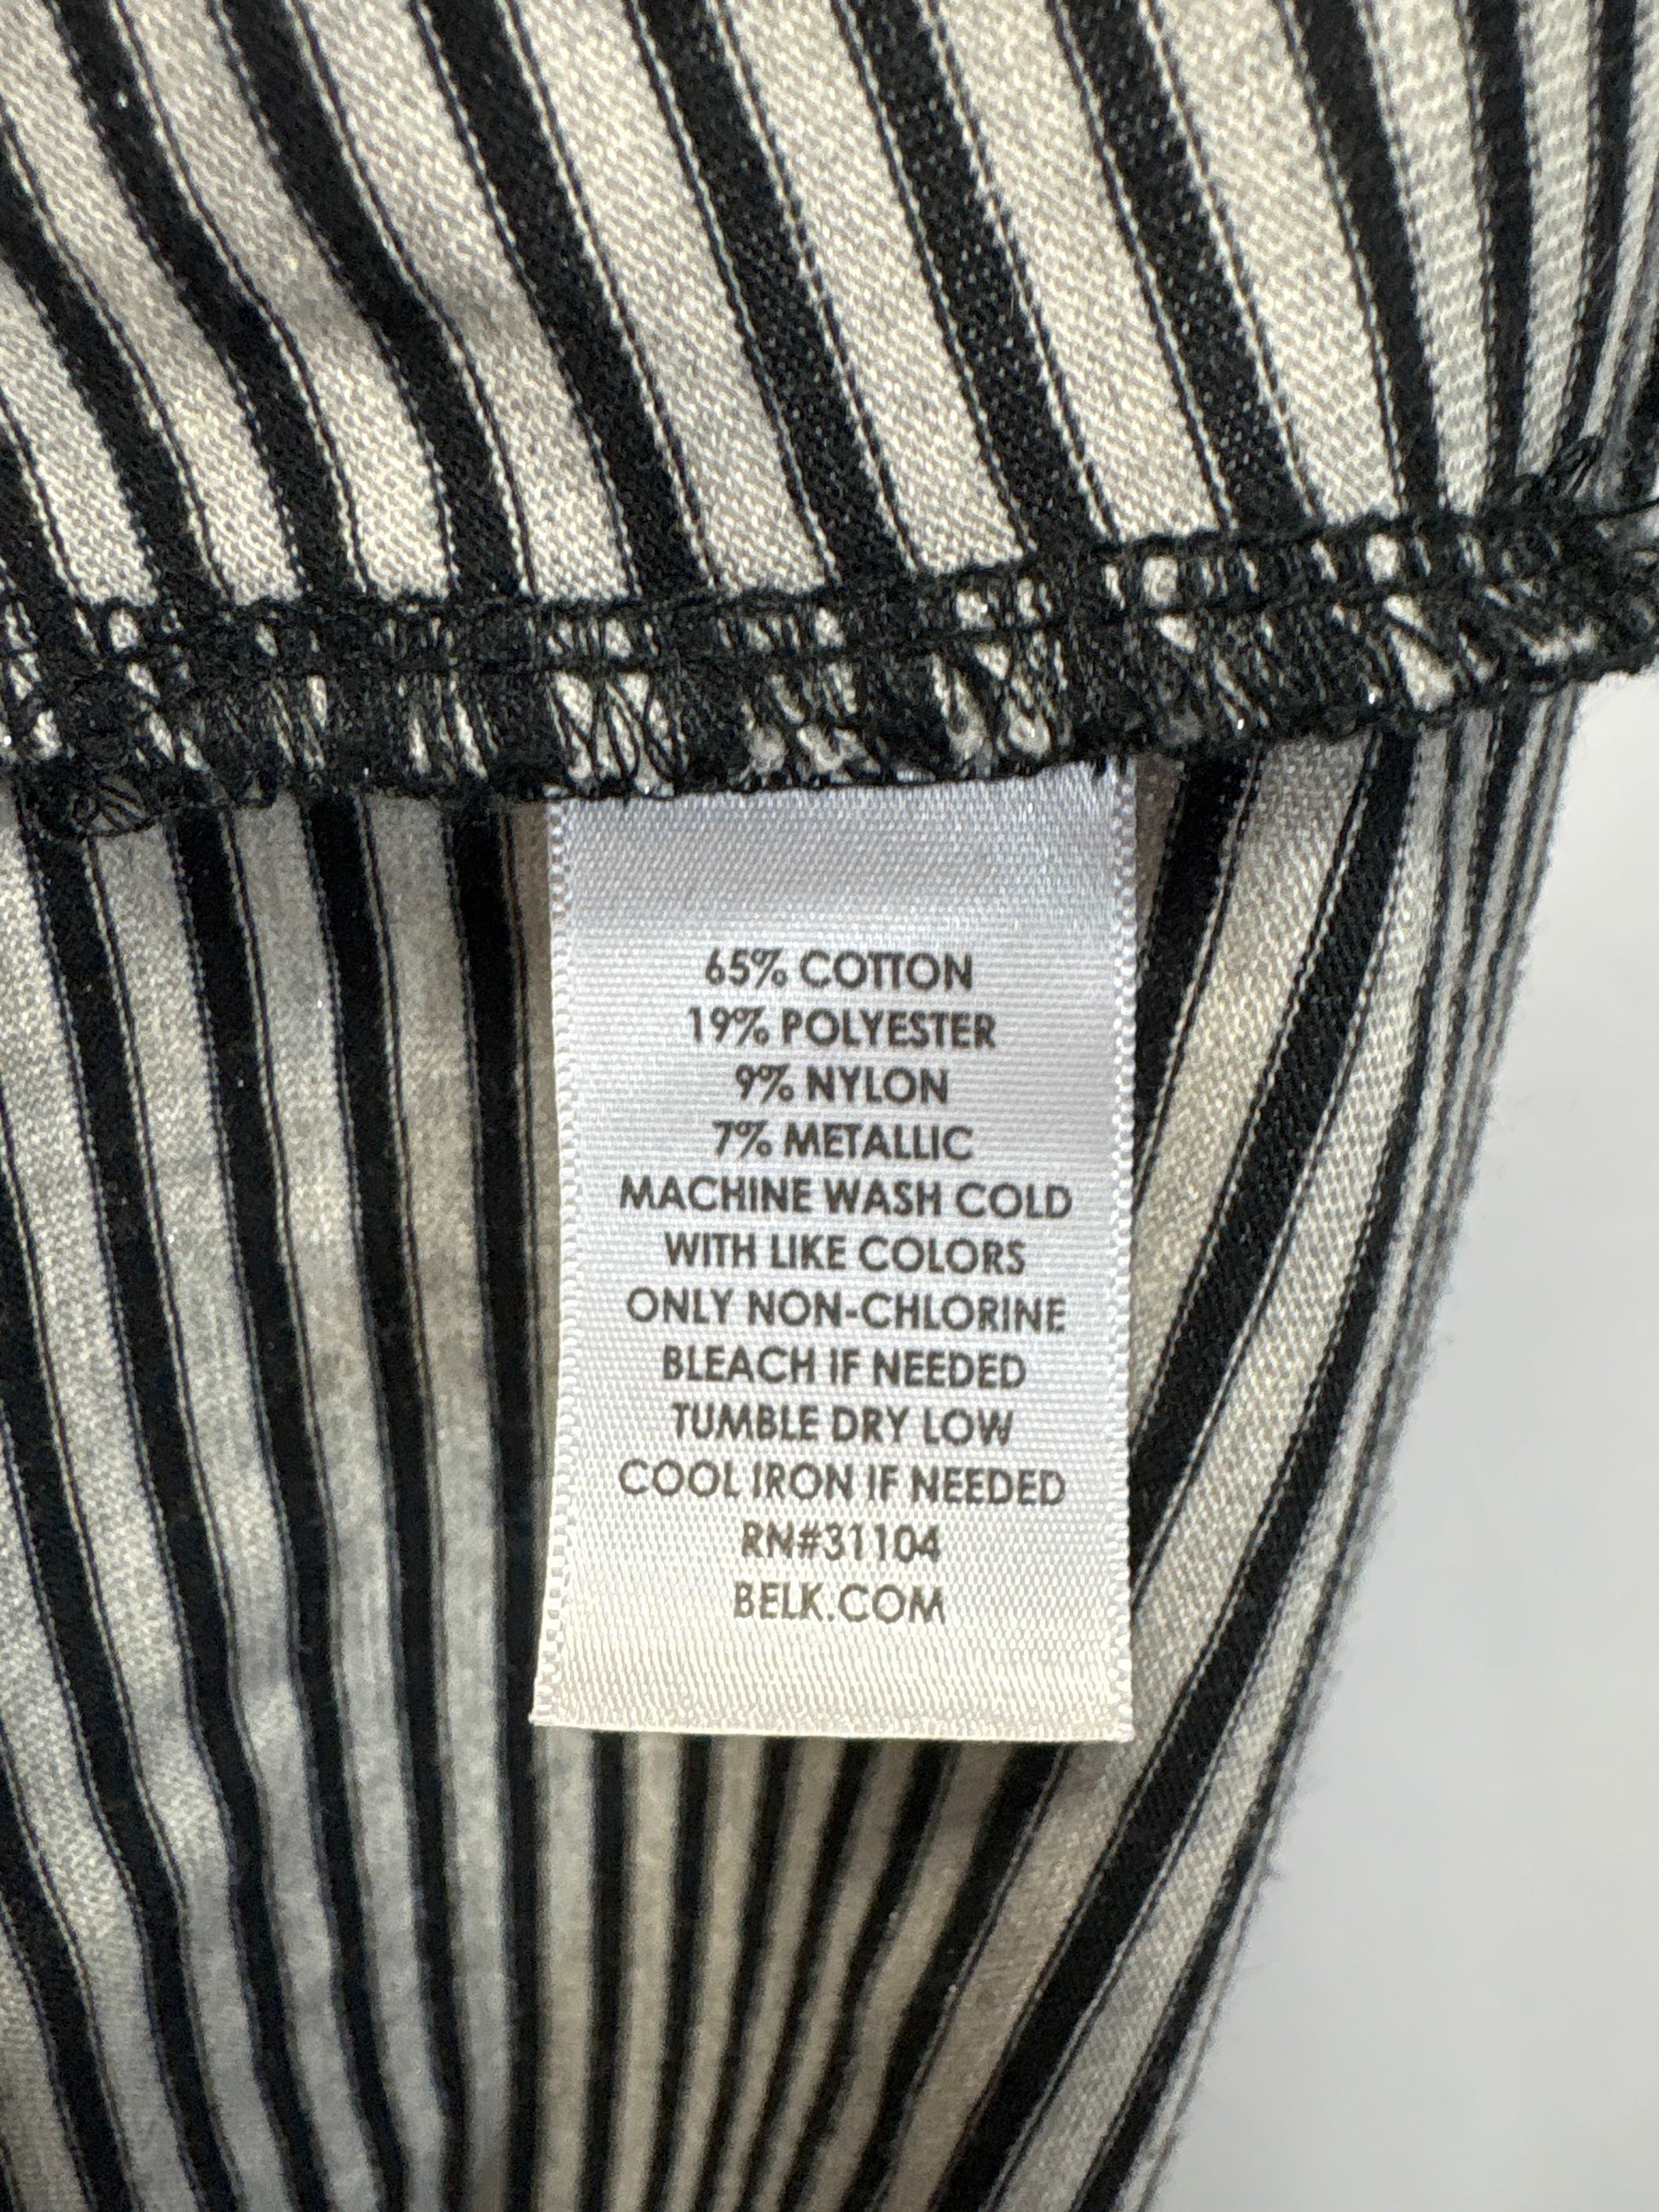 65% COTTON
19% POLYESTER
9% NYLON
7% METALLIC
MACHINE WASH COLD
WITH LIKE COLORS
ONLY NON-CHLORINE
BLEACH IF NEEDED
TUMBLE DRY LOW
COOL IRON IF NEEDED
RN#31104
BELK.COM